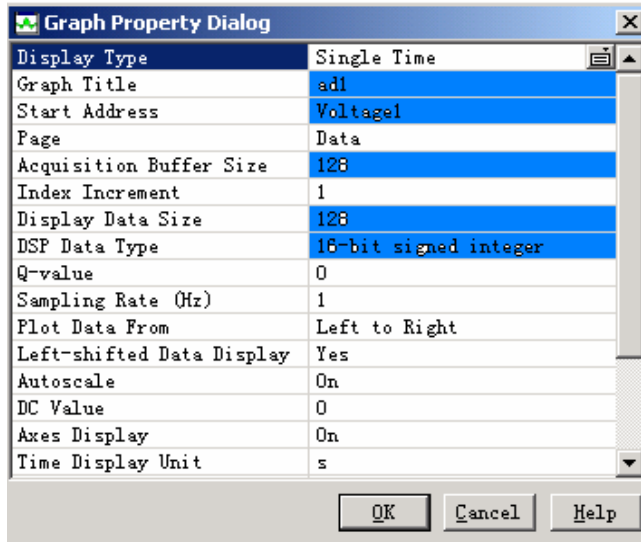 Graph Property Dialog
Display Type Single Time
Graph Title ad1
Start Address Voltage1
Page Data
Acquisition Buffer Size 128
Index Increment 1
Display Data Size 128
DSP Data Type 16-bit signed integer
Q-value 0
Sampling Rate (Hz) 1
Plot Data From Left to Right
Left-shifted Data Display Yes
Autoscale On
DC Value 0
Axes Display On
Time Display Unit s
OK Cancel Help